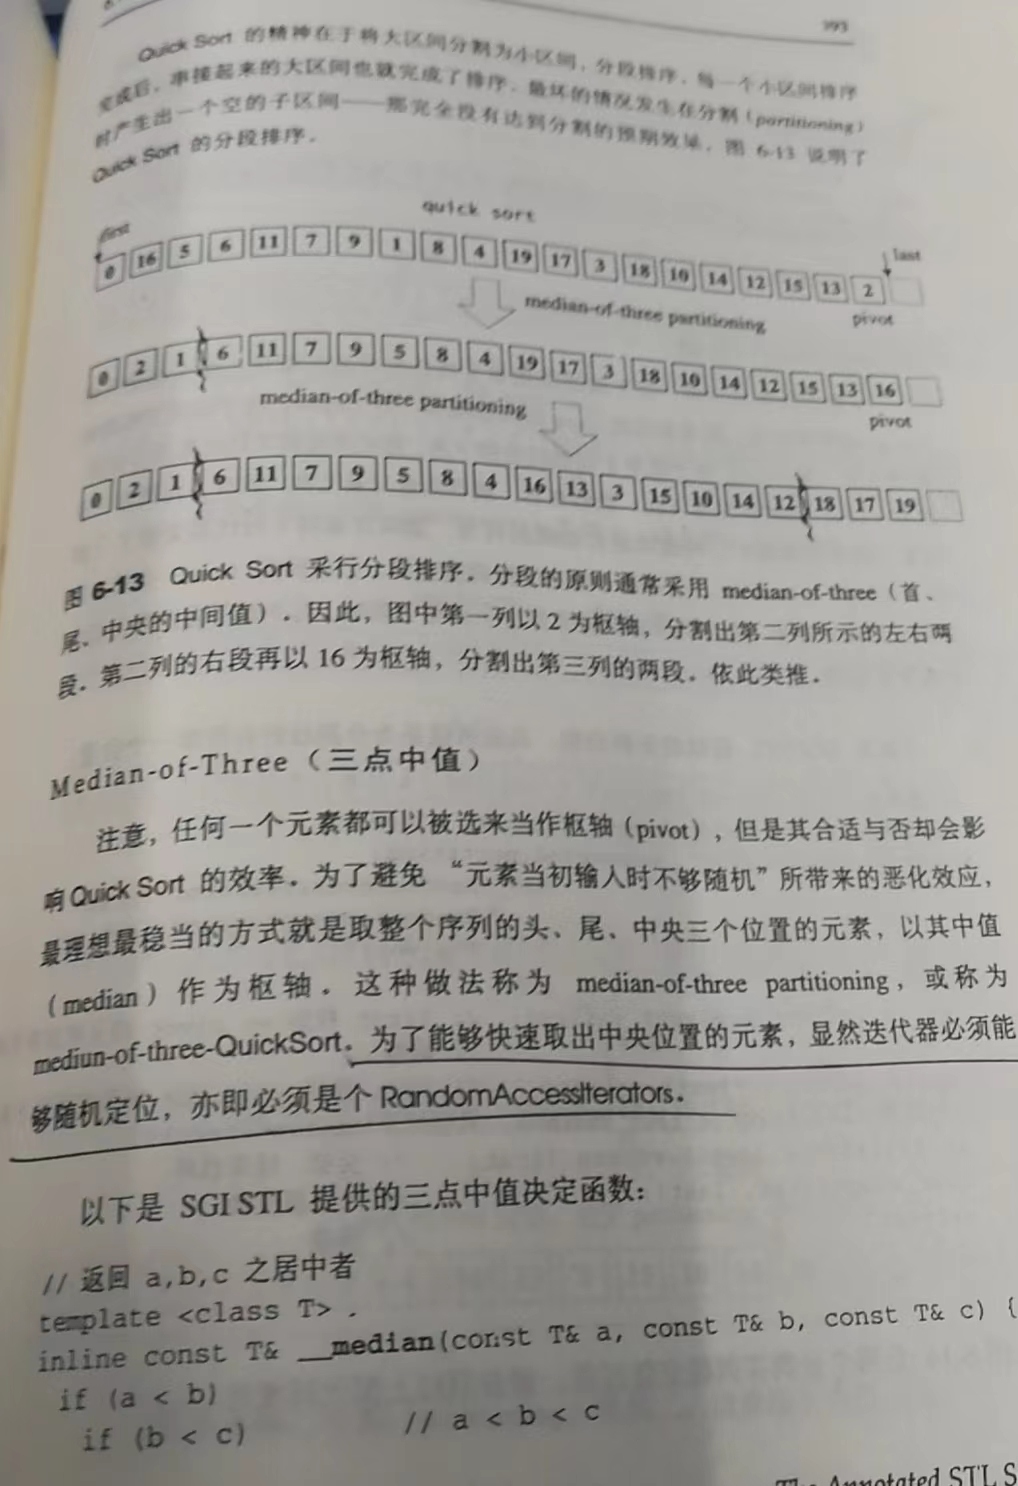 393
Quick Sort 的精神在于将大区间分割为小区间，分段排序。每一个小区间排序
完成后，串接起来的大区间也就完成了排序。最坏的情况发生在分割（partitioning）
时产生出一个空的子区间——那完全没有达到分割的预期效果。图 6-13 说明了
Quick Sort 的分段排序。
quick sort
first
last
0 16 5 6 11 7 9 1 8 4 19 17 3 18 10 14 12 15 13 2
median-of-three partitioning
pivot
0 2 1 6 11 7 9 5 8 4 19 17 3 18 10 14 12 15 13 16
median-of-three partitioning
pivot
0 2 1 6 11 7 9 5 8 4 16 13 3 15 10 14 12 18 17 19
图 6-13 Quick Sort 采行分段排序。分段的原则通常采用 median-of-three（首、
尾、中央的中间值）。因此，图中第一列以 2 为枢轴，分割出第二列所示的左右两
段。第二列的右段再以 16 为枢轴，分割出第三列的两段。依此类推。
Median-of-Three（三点中值）
注意，任何一个元素都可以被选来当作枢轴（pivot），但是其合适与否却会影
响 Quick Sort 的效率。为了避免“元素当初输入时不够随机”所带来的恶化效应，
最理想最稳当的方式就是取整个序列的头、尾、中央三个位置的元素，以其中值
（median）作为枢轴。这种做法称为 median-of-three partitioning，或称为
mediun-of-three-QuickSort。为了能够快速取出中央位置的元素，显然迭代器必须能
够随机定位，亦即必须是个 RandomAccessIterators。
以下是 SGI STL 提供的三点中值决定函数：
// 返回 a,b,c 之居中者
template <class T>
inline const T& __median(const T& a, const T& b, const T& c) {
if (a < b)
if (b < c) // a < b < c
The Annotated STL S